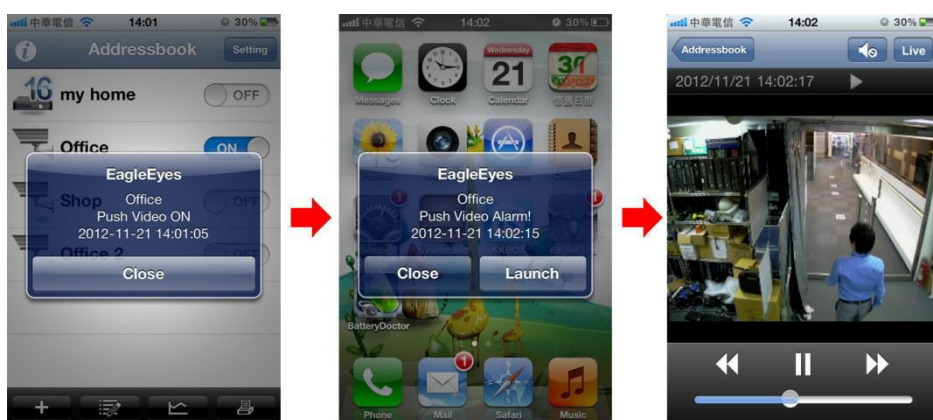 中華電信
14:01
30%
i
Addressbook
Setting
16
my home
OFF
Office
ON
EagleEyes
Office
Push Video ON
2012-11-21 14:01:05
Close
Shop
OFF
Office 2
OFF
中華電信
14:02
30%
Wednesday
21
Messages
Clock
Calendar
EagleEyes
Office
Push Video Alarm!
2012-11-21 14:02:15
Close
Launch
1
BatteryDoctor
1
Phone
Mail
Safari
Music
中華電信
14:02
30%
Addressbook
Live
2012/11/21 14:02:17